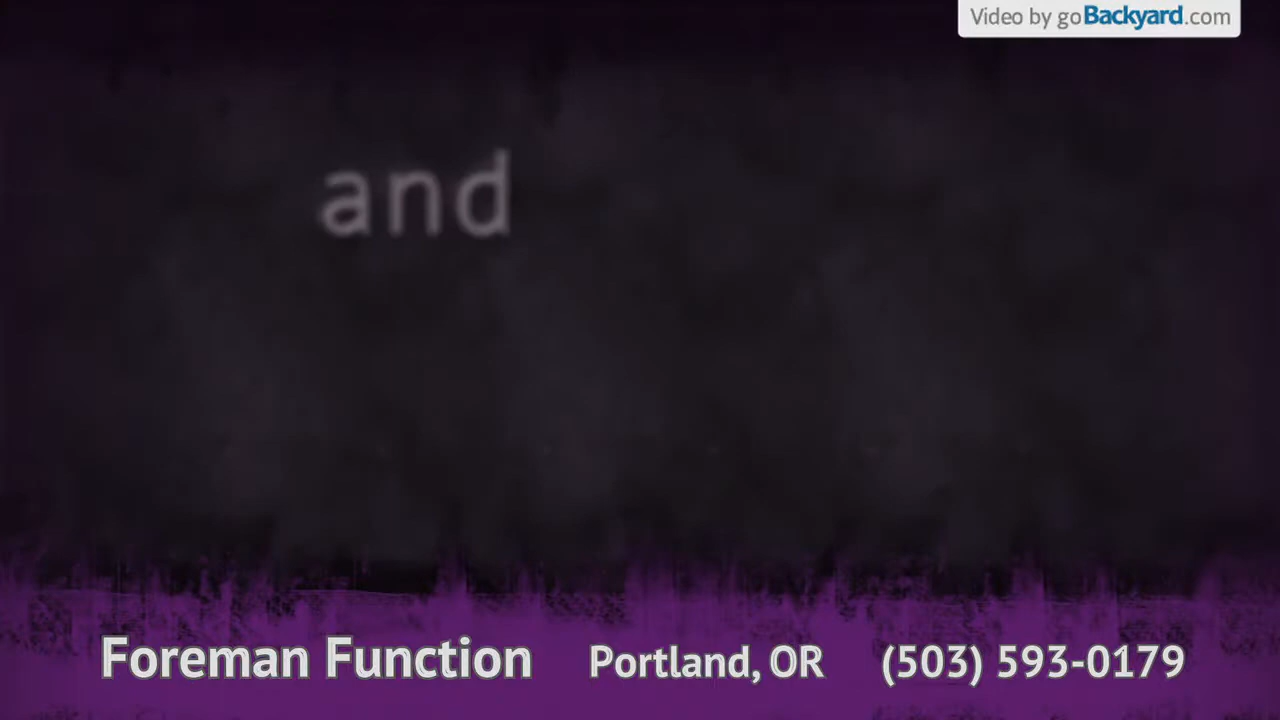 Video by goBackyard.com
and
Foreman Function Portland, OR (503) 593-0179